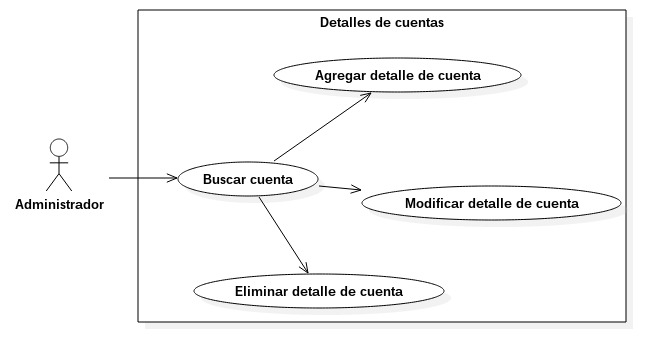 Detalles de cuentas
Agregar detalle de cuenta
Buscar cuenta
Administrador
Modificar detalle de cuenta
Eliminar detalle de cuenta